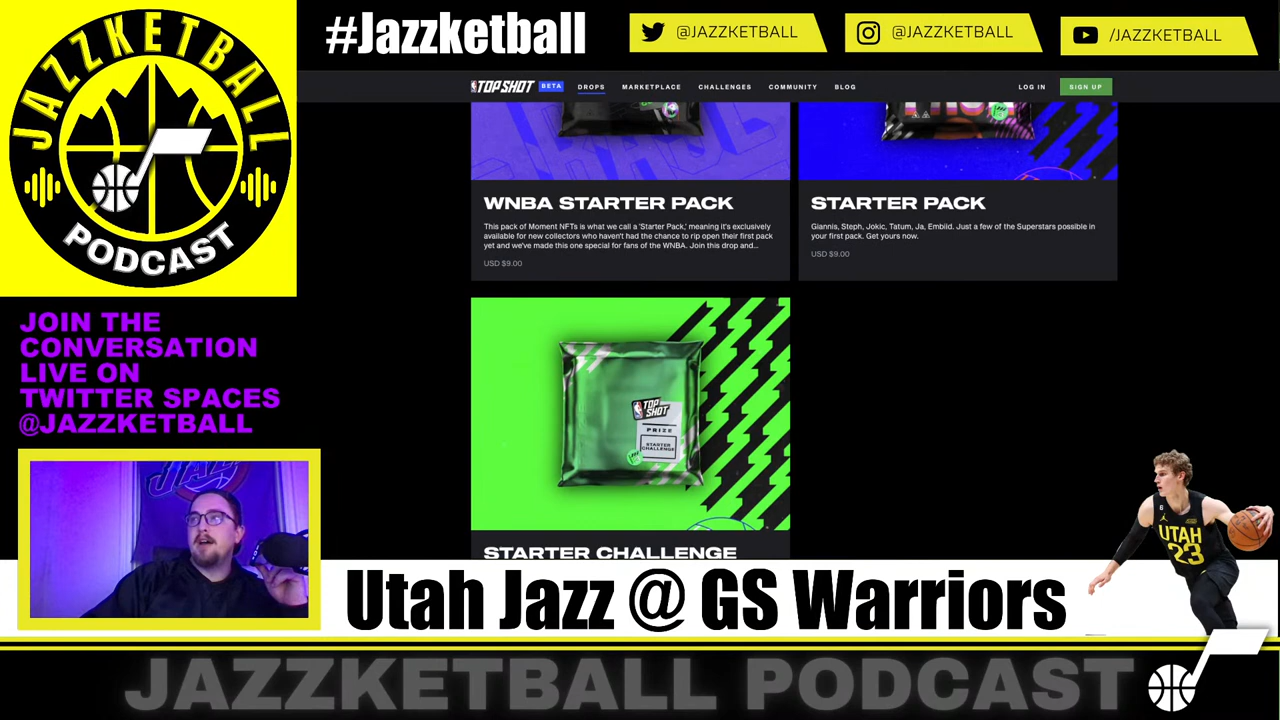 JAZZKETBALL
PODCAST
#Jazzketball
@JAZZKETBALL
@JAZZKETBALL
/JAZZKETBALL
TOP SHOT BETA DROPS MARKETPLACE CHALLENGES COMMUNITY BLOG LOG IN SIGN UP
WNBA STARTER PACK
This pack of Moment NFTs is what we call a 'Starter Pack,' meaning it's exclusively
available for new collectors who haven't had the chance to rip open their first pack
yet and we've made this one special for fans of the WNBA. Join this drop and...
USD $9.00
STARTER PACK
Giannis, Steph, Jokic, Tatum, Ja, Embiid. Just a few of the Superstars possible in
your first pack. Get yours now.
USD $9.00
TOP
SHOT
PRIZE
STARTER
CHALLENGE
STARTER CHALLENGE
JOIN THE
CONVERSATION
LIVE ON
TWITTER SPACES
@JAZZKETBALL
JAZZ
6
UTAH
23
Utah Jazz @ GS Warriors
JAZZKETBALL PODCAST